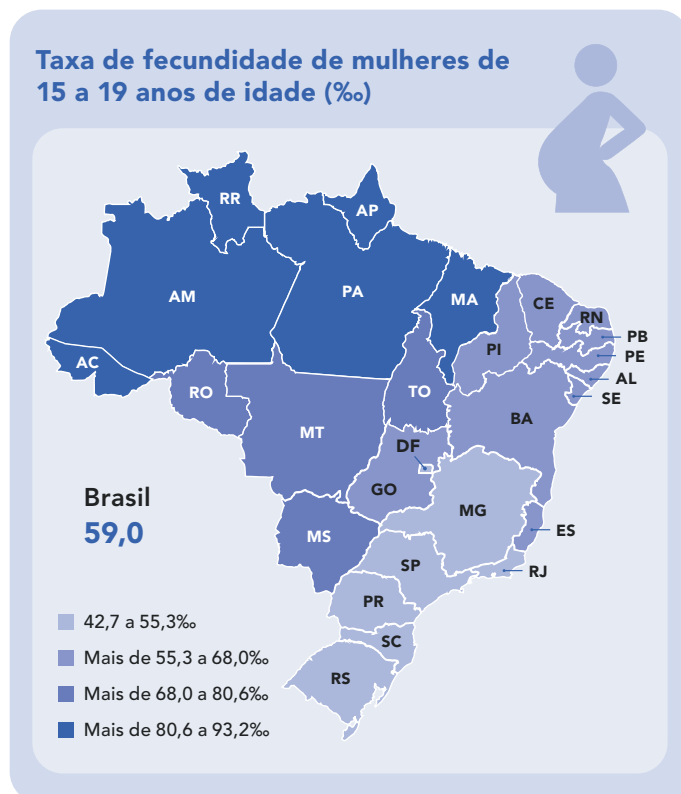 Taxa de fecundidade de mulheres de
15 a 19 anos de idade (‰)
RR
AP
AM
PA
MA
CE
RN
PB
PE
AL
SE
PI
AC
RO
TO
BA
MT
DF
GO
MG
ES
MS
SP
RJ
PR
SC
RS
Brasil
59,0
42,7 a 55,3‰
Mais de 55,3 a 68,0‰
Mais de 68,0 a 80,6‰
Mais de 80,6 a 93,2‰